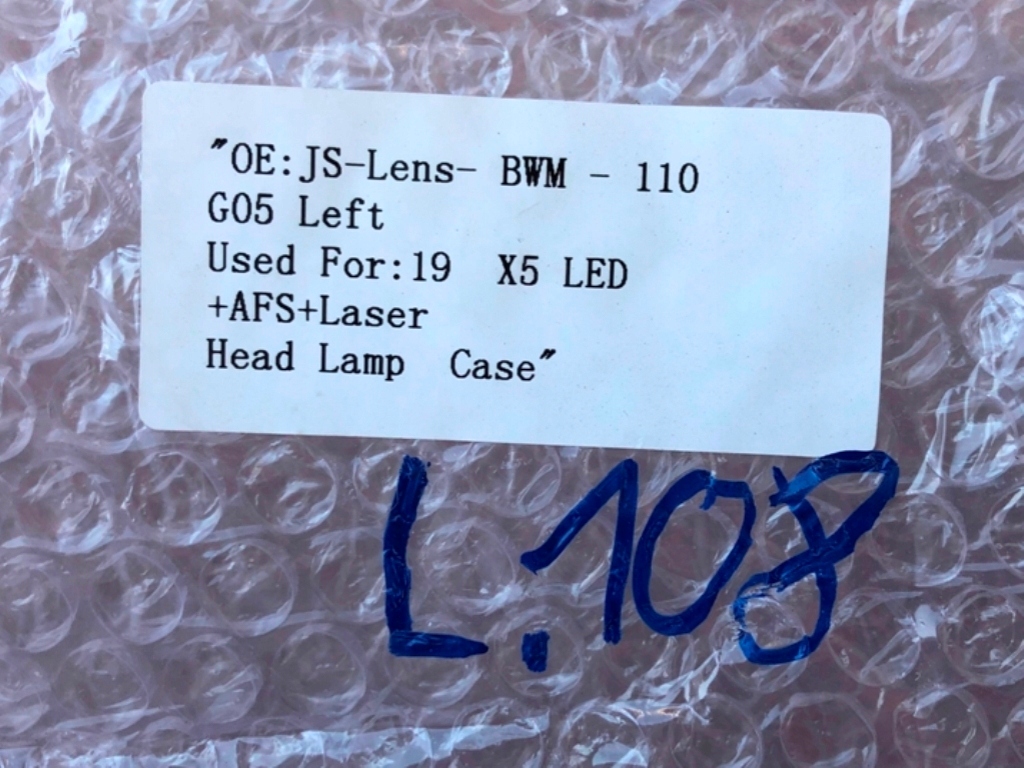 "OE:JS-Lens- BWM - 110
G05 Left
Used For:19 X5 LED
+AFS+Laser
Head Lamp Case"
L.108